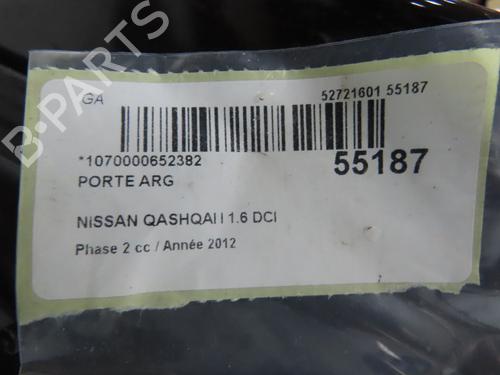 GA
52721601 55187
*1070000652382
55187
PORTE ARG
NISSAN QASHQAI I 1.6 DCI
Phase 2 cc / Année 2012
B-PARTS